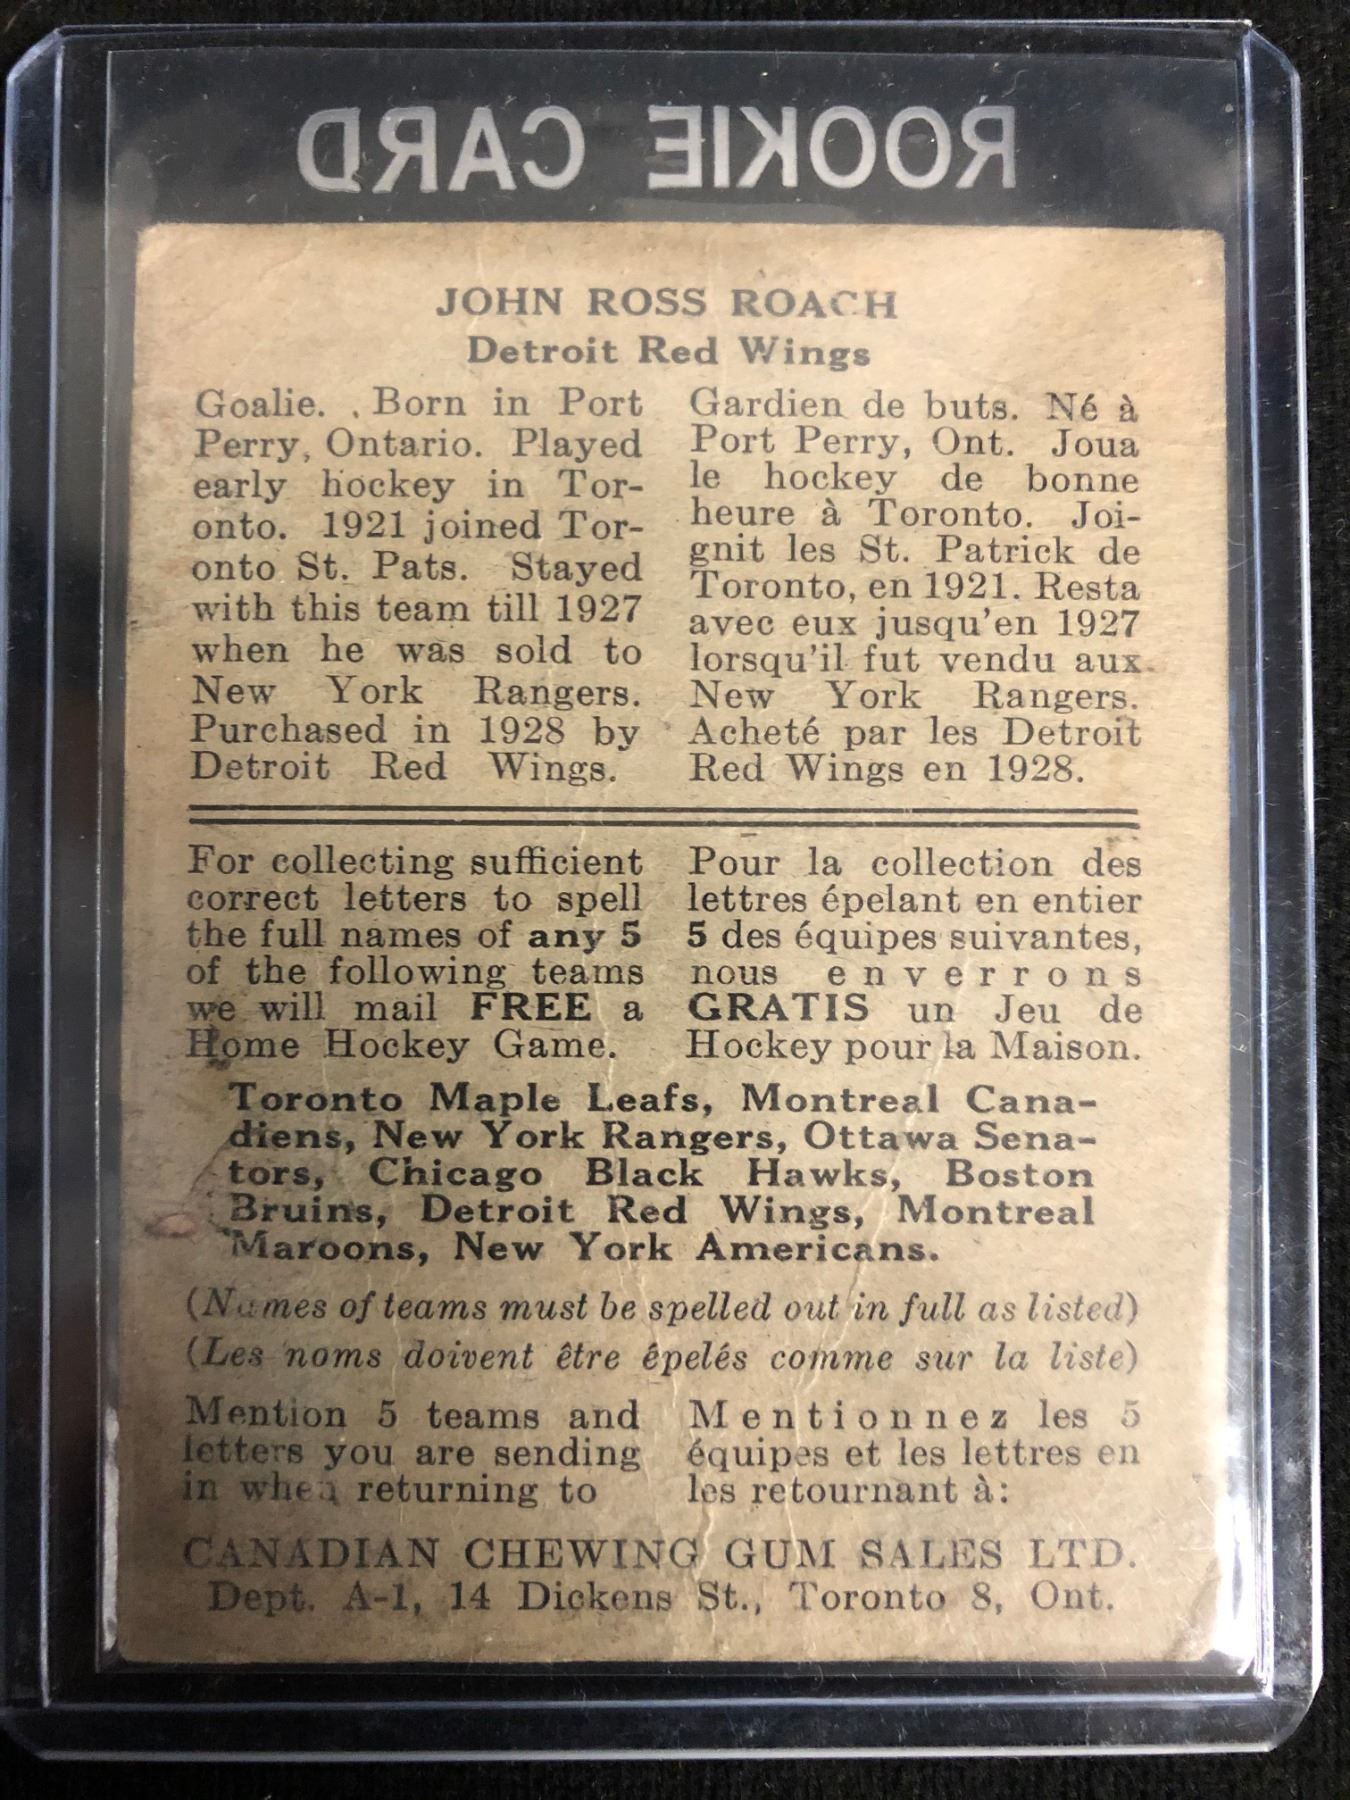 ROOKIE CARD
JOHN ROSS ROACH
Detroit Red Wings
Goalie. Born in Port
Perry, Ontario. Played
early hockey in Tor-
onto. 1921 joined Tor-
onto St. Pats. Stayed
with this team till 1927
when he was sold to
New York Rangers.
Purchased in 1928 by
Detroit Red Wings.
Gardien de buts. Né à
Port Perry, Ont. Joua
le hockey de bonne
heure à Toronto. Joi-
gnit les St. Patrick de
Toronto, en 1921. Resta
avec eux jusqu'en 1927
lorsqu'il fut vendu aux
New York Rangers.
Acheté par les Detroit
Red Wings en 1928.
For collecting sufficient
correct letters to spell
the full names of any 5
of the following teams
we will mail FREE a
Home Hockey Game.
Pour la collection des
lettres épelant en entier
5 des équipes suivantes,
nous enverrons
GRATIS un Jeu de
Hockey pour la Maison.
Toronto Maple Leafs, Montreal Cana-
diens, New York Rangers, Ottawa Sena-
tors, Chicago Black Hawks, Boston
Bruins, Detroit Red Wings, Montreal
Maroons, New York Americans.
(Names of teams must be spelled out in full as listed)
(Les noms doivent être épelés comme sur la liste)
Mention 5 teams and
letters you are sending
in when returning to
Mentionnez les 5
équipes et les lettres en
les retournant à:
CANADIAN CHEWING GUM SALES LTD.
Dept. A-1, 14 Dickens St., Toronto 8, Ont.